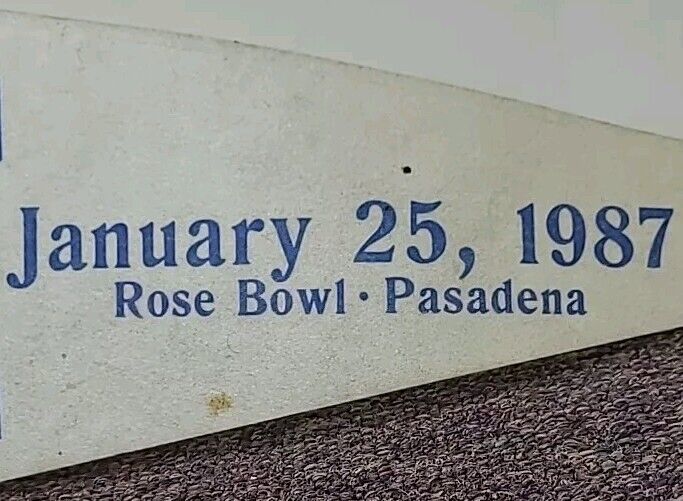 January 25, 1987
Rose Bowl · Pasadena